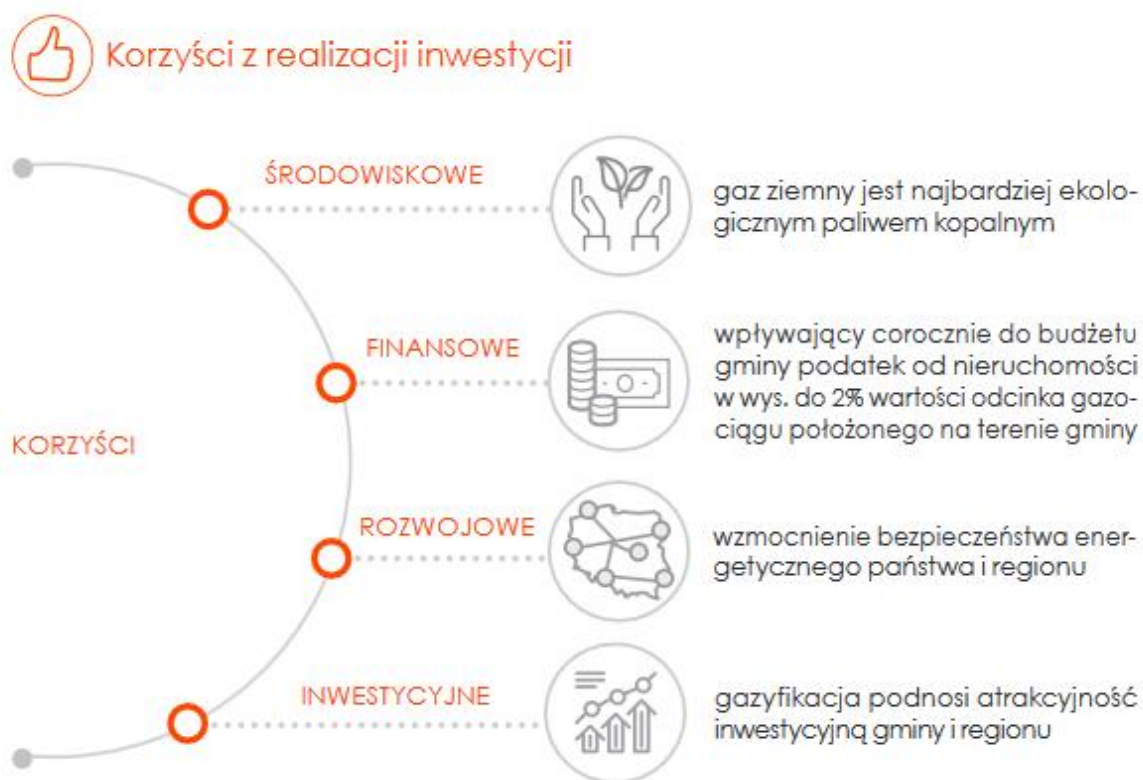 Korzyści z realizacji inwestycji
KORZYŚCI
ŚRODOWISKOWE
gaz ziemny jest najbardziej ekolo-
gicznym paliwem kopalnym
FINANSOWE
wpływający corocznie do budżetu
gminy podatek od nieruchomości
w wys. do 2% wartości odcinka gazo-
ciągu położonego na terenie gminy
ROZWOJOWE
wzmocnienie bezpieczeństwa ener-
getycznego państwa i regionu
INWESTYCYJNE
gazyfikacja podnosi atrakcyjność
inwestycyjną gminy i regionu